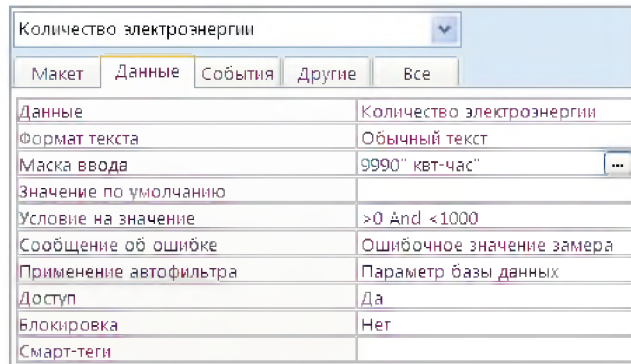 Количество электроэнергии
Макет Данные События Другие Все
Данные Количество электроэнергии
Формат текста Обычный текст
Маска ввода 9990" квт-час" ...
Значение по умолчанию
Условие на значение >0 And <1000
Сообщение об ошибке Ошибочное значение замера
Применение автофильтра Параметр базы данных
Доступ Да
Блокировка Нет
Смарт-теги